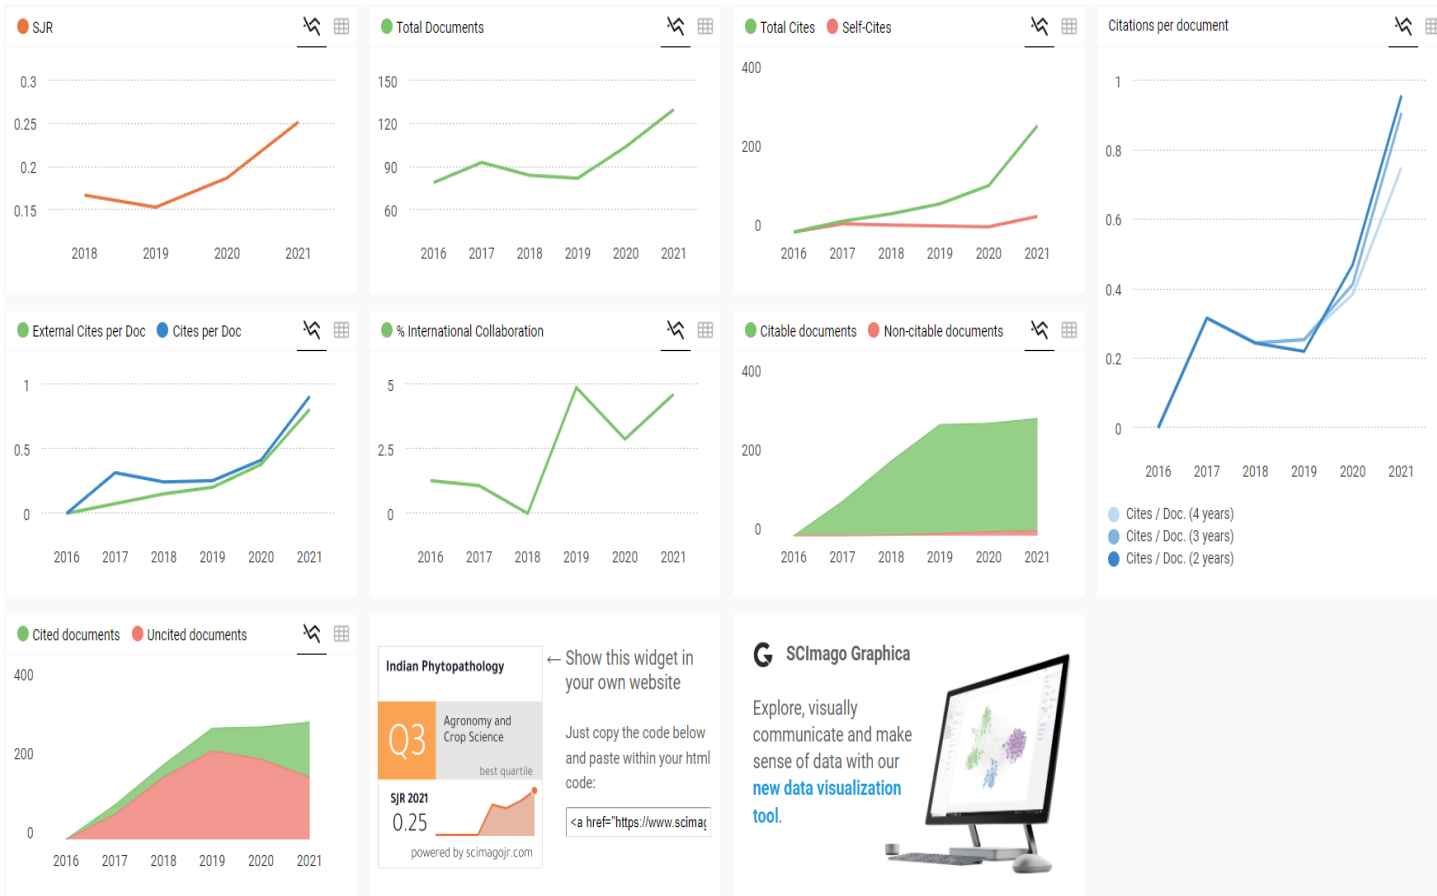 SJR
0.3
0.25
0.2
0.15
2018 2019 2020 2021
Total Documents
150
120
90
60
2016 2017 2018 2019 2020 2021
Total Cites Self-Cites
400
200
0
2016 2017 2018 2019 2020 2021
Citations per document
1
0.8
0.6
0.4
0.2
0
2016 2017 2018 2019 2020 2021
Cites / Doc. (4 years)
Cites / Doc. (3 years)
Cites / Doc. (2 years)
External Cites per Doc Cites per Doc
1
0.5
0
2016 2017 2018 2019 2020 2021
% International Collaboration
5
2.5
0
2016 2017 2018 2019 2020 2021
Citable documents Non-citable documents
400
200
0
2016 2017 2018 2019 2020 2021
Cited documents Uncited documents
400
200
0
2016 2017 2018 2019 2020 2021
Indian Phytopathology
Q3
Agronomy and
Crop Science
best quartile
SJR 2021
0.25
powered by scimagojr.com
← Show this widget in
your own website
Just copy the code below
and paste within your html
code:
<a href="https://www.scimag
SCImago Graphica
Explore, visually
communicate and make
sense of data with our
new data visualization
tool.